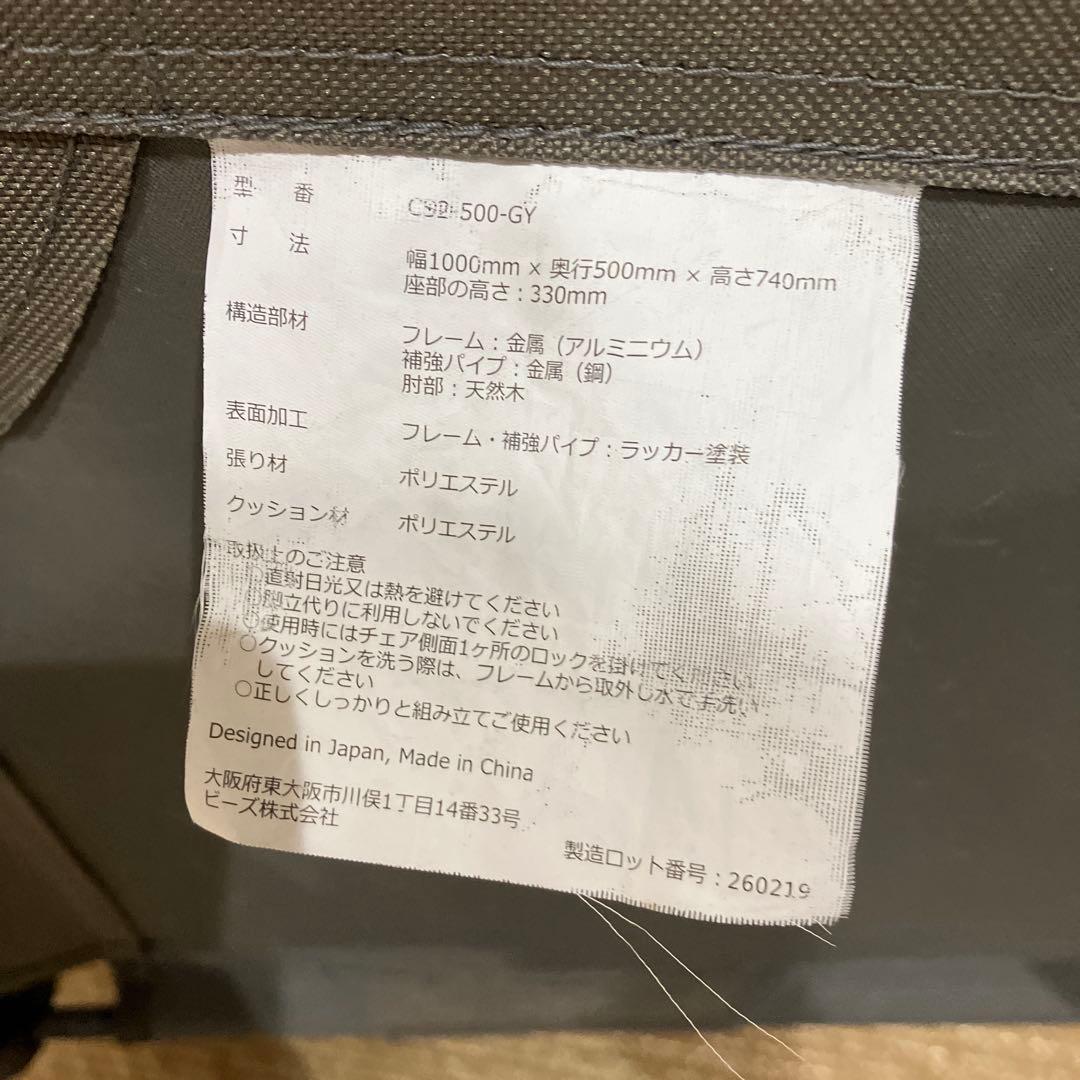 型 番 -500-GY
寸 法 幅1000mm × 奥行500mm × 高さ740mm
座部の高さ：330mm
構造部材 フレーム：金属（アルミニウム）
補強パイプ：金属（鋼）
肘部：天然木
表面加工 フレーム・補強パイプ：ラッカー塗装
張り材 ポリエステル
クッション材 ポリエステル
取扱上のご注意
○直射日光又は熱を避けてください
○脚立代りに利用しないでください
○使用時にはチェア側面1ヶ所のロックを掛けてください
○クッションを洗う際は、フレームから取外し水で手洗い
してください
○正しくしっかりと組み立てご使用ください
Designed in Japan, Made in China
大阪府東大阪市川俣1丁目14番33号
ビーズ株式会社
製造ロット番号：260219